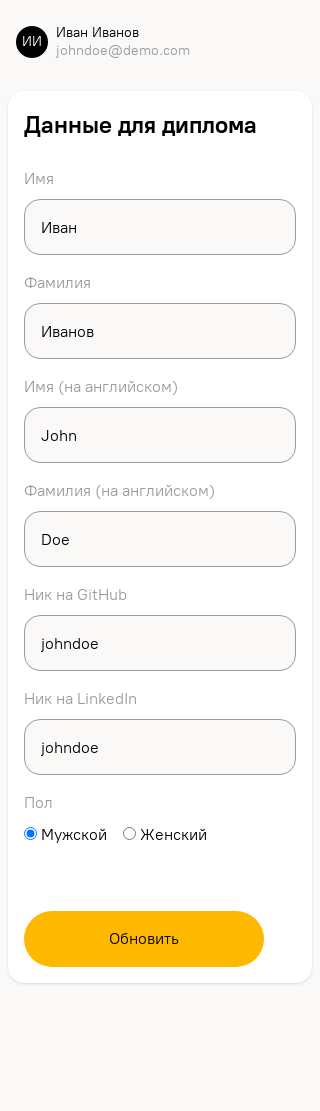 ИИ
Иван Иванов
johndoe@demo.com
Данные для диплома
Имя
Иван
Фамилия
Иванов
Имя (на английском)
John
Фамилия (на английском)
Doe
Ник на GitHub
johndoe
Ник на LinkedIn
johndoe
Пол
Мужской Женский
Обновить